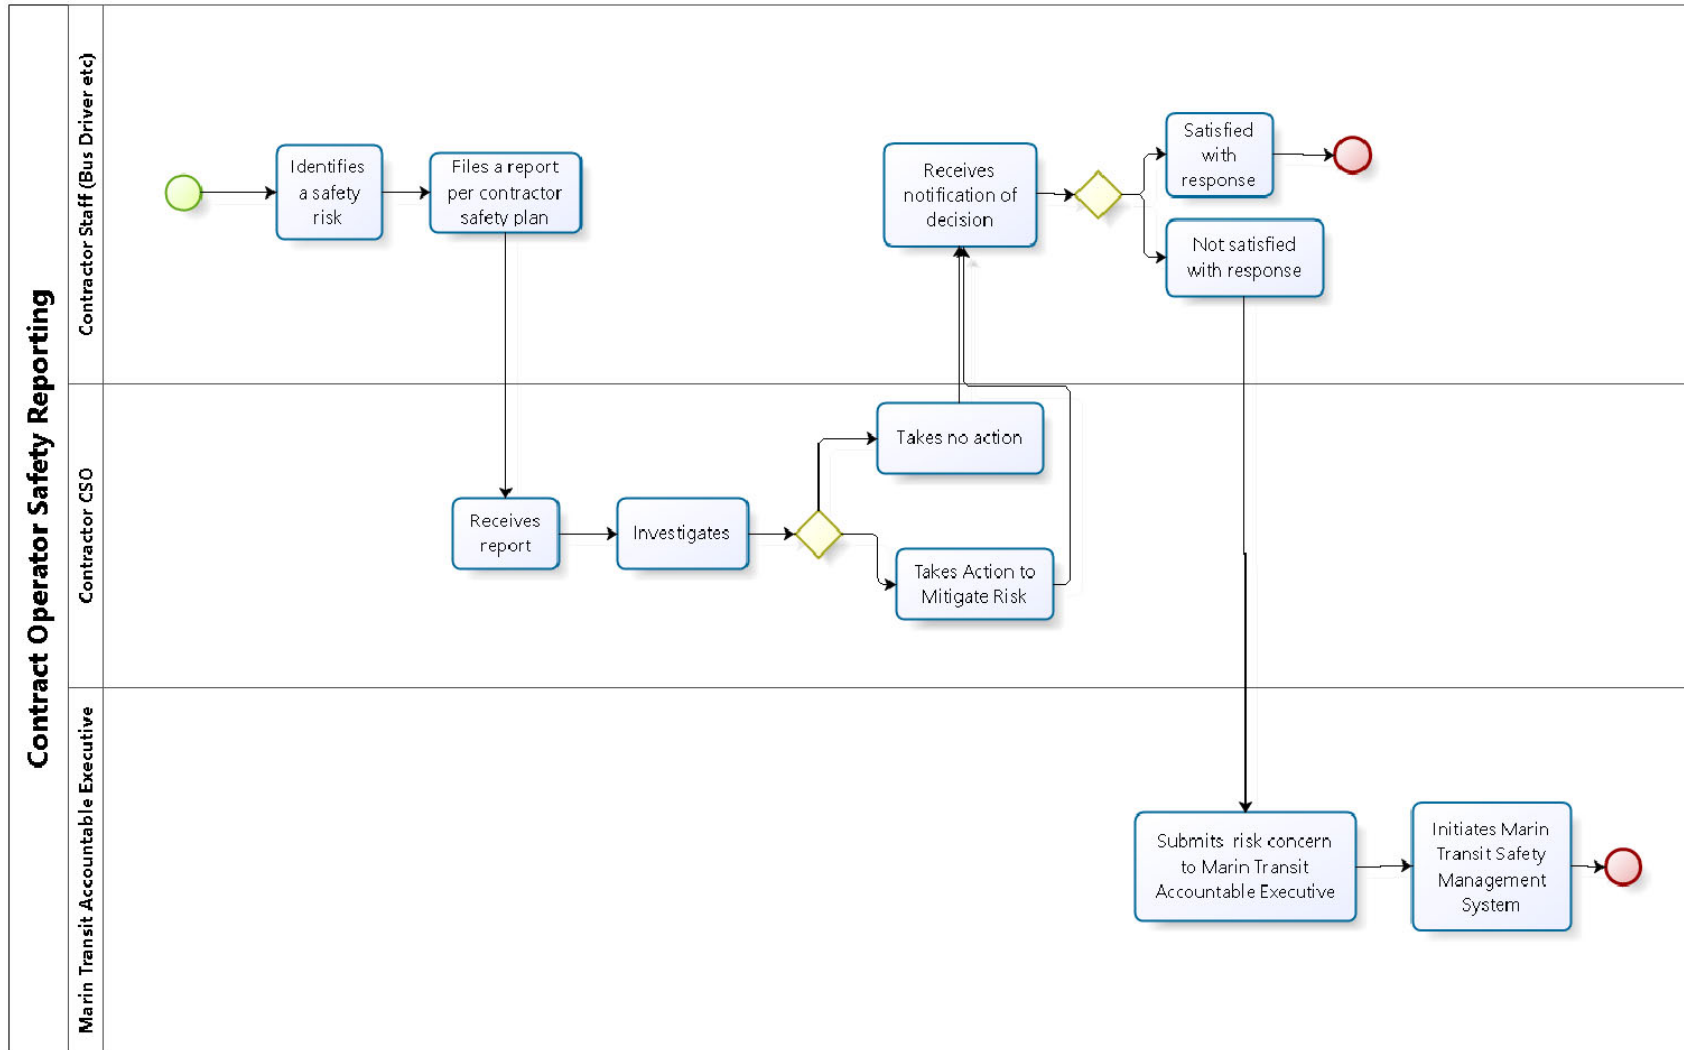 Contract Operator Safety Reporting
Contractor Staff (Bus Driver etc)
Identifies
a safety
risk
Files a report
per contractor
safety plan
Receives
notification of
decision
Satisfied
with
response
Not satisfied
with response
Contractor CSO
Receives
report
Investigates
Takes no action
Takes Action to
Mitigate Risk
Marin Transit Accountable Executive
Submits risk concern
to Marin Transit
Accountable Executive
Initiates Marin
Transit Safety
Management
System